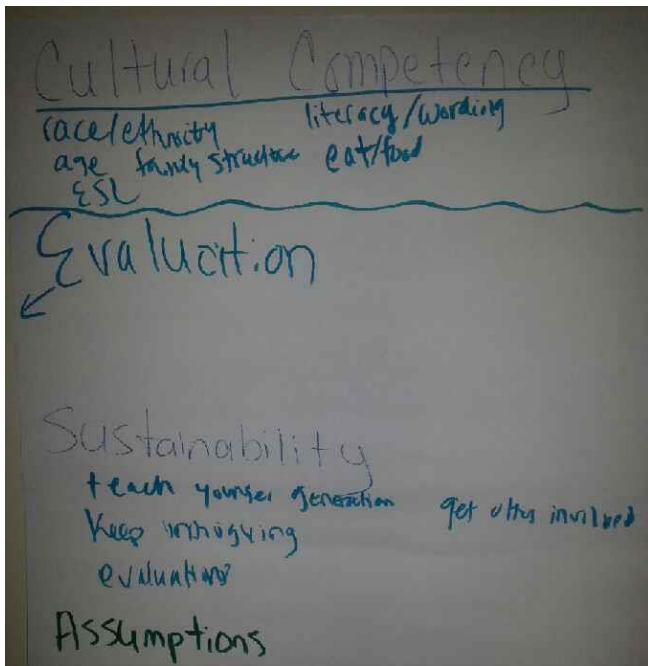 Cultural Competency
race/ethnicity literacy/wording
age family structure eat/food
ESL
Evaluation
Sustainability
teach younger generation get others involved
Keep intriguing
evaluations
Assumptions